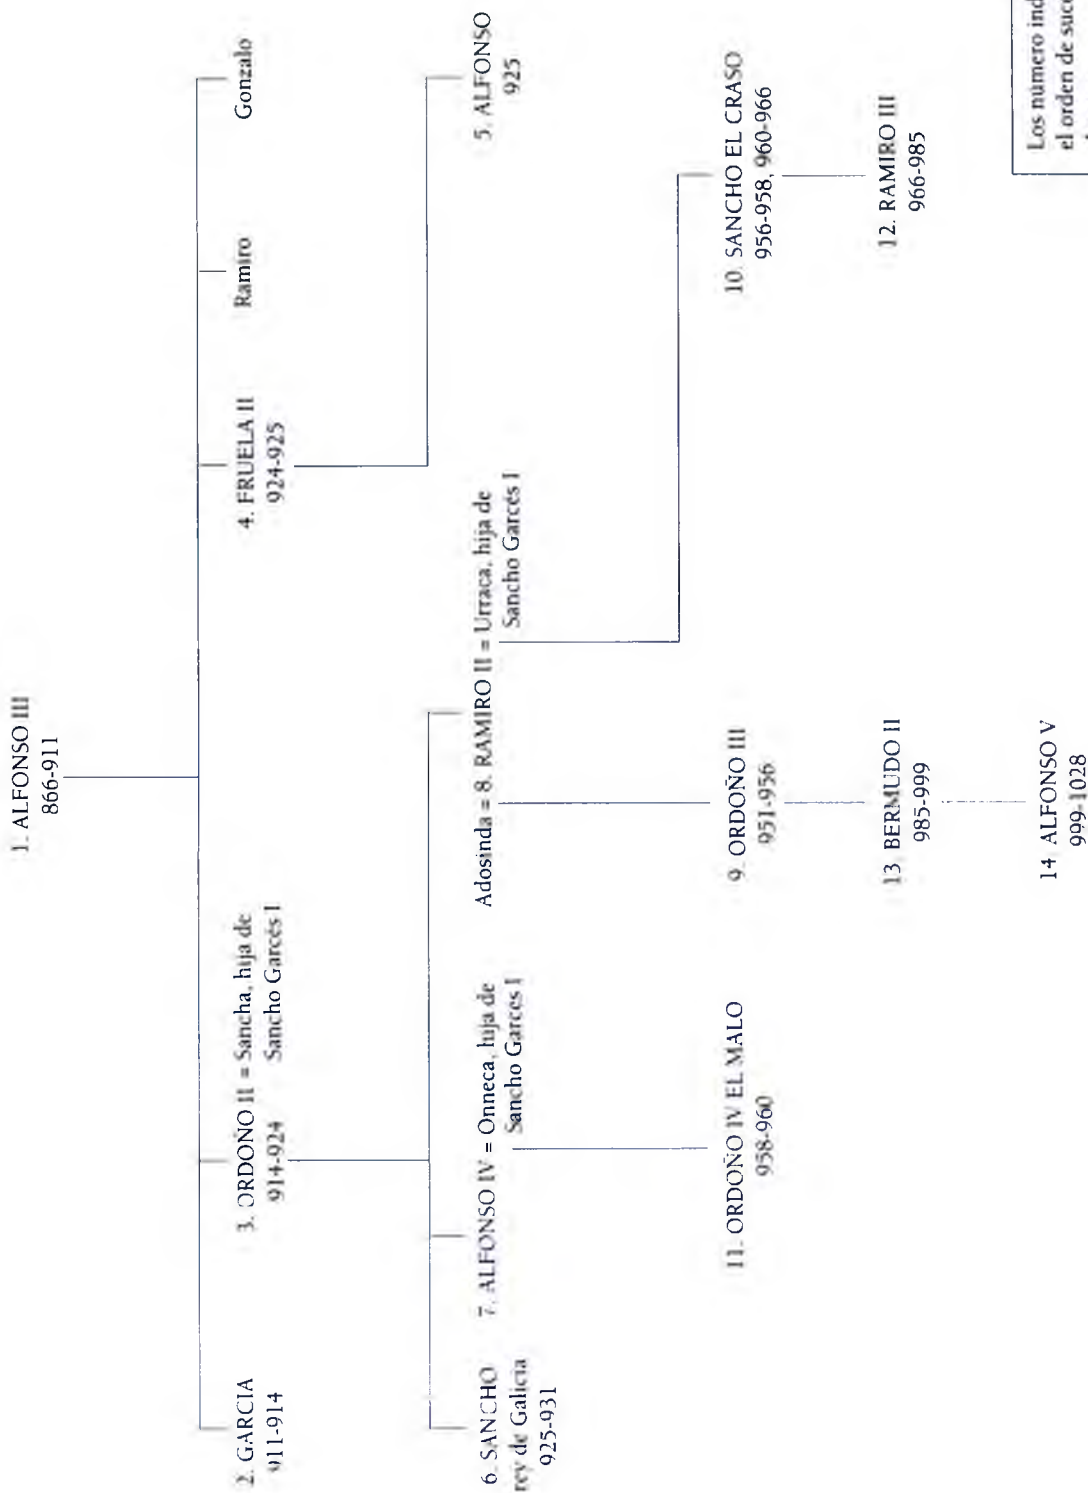 1. ALFONSO III
866-911
2. GARCIA
911-914
3. ORDOÑO II = Sancha, hija de
914-924 Sancho Garcés I
4. FRUELA II
924-925
Ramiro
Gonzalo
6. SANCHO
rey de Galicia
925-931
7. ALFONSO IV = Onneca, hija de
Sancho Garcés I
Adosinda = 8. RAMIRO II = Urraca, hija de
Sancho Garcés I
5. ALFONSO
925
11. ORDOÑO IV EL MALO
958-960
9. ORDOÑO III
951-956
10. SANCHO EL CRASO
956-958, 960-966
13. BERMUDO II
985-999
12. RAMIRO III
966-985
14. ALFONSO V
999-1028
Los número ind
el orden de suce